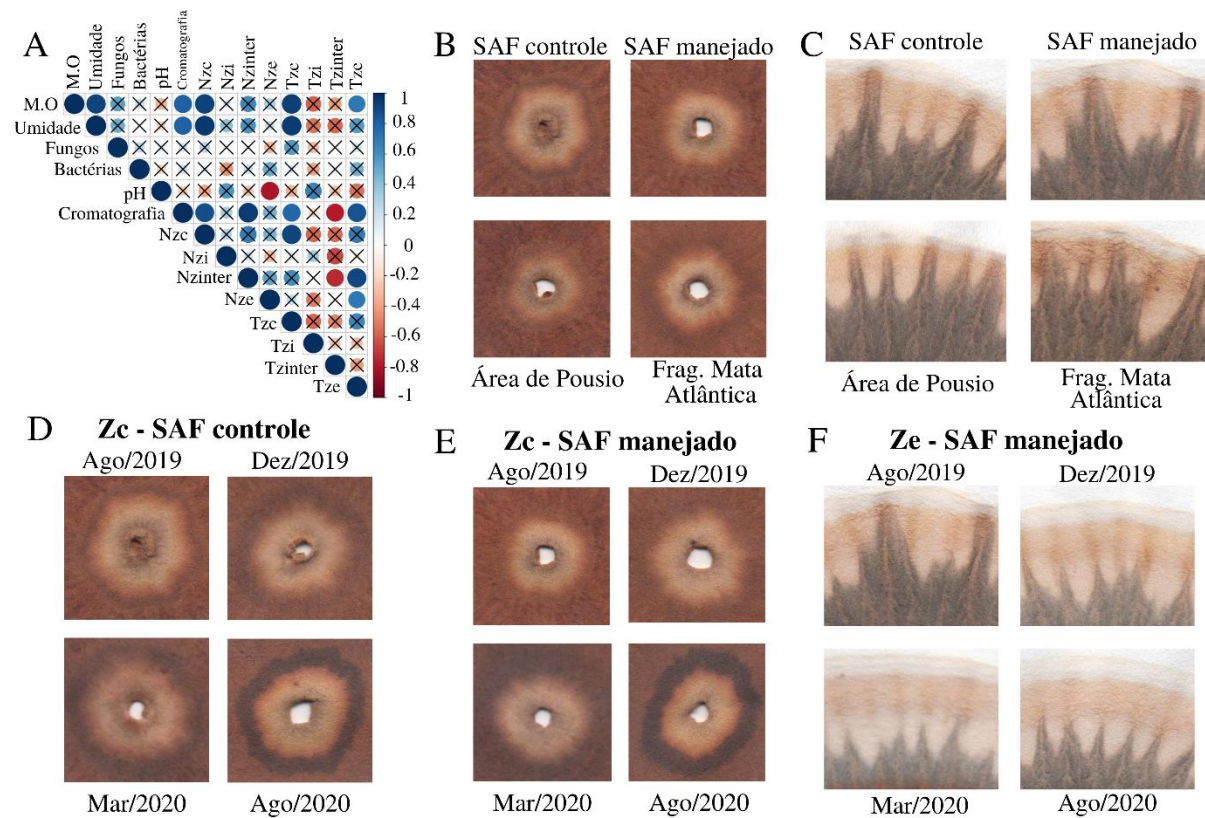 A
M.O
Umidade
Fungos
Bactérias
pH
Cromatografia
Nzc
Nzi
Nzinter
Nze
Tzc
Tzi
Tzinter
Tzc
M.O
Umidade
Fungos
Bactérias
pH
Cromatografia
Nzc
Nzi
Nzinter
Nze
Tzc
Tzi
Tzinter
Tze
1
0.8
0.6
0.4
0.2
0
-0.2
-0.4
-0.6
-0.8
-1
B
SAF controle SAF manejado
Área de Pousio Frag. Mata
Atlântica
C
SAF controle SAF manejado
Área de Pousio Frag. Mata
Atlântica
D Zc - SAF controle
Ago/2019 Dez/2019
Mar/2020 Ago/2020
E Zc - SAF manejado
Ago/2019 Dez/2019
Mar/2020 Ago/2020
F Ze - SAF manejado
Ago/2019 Dez/2019
Mar/2020 Ago/2020